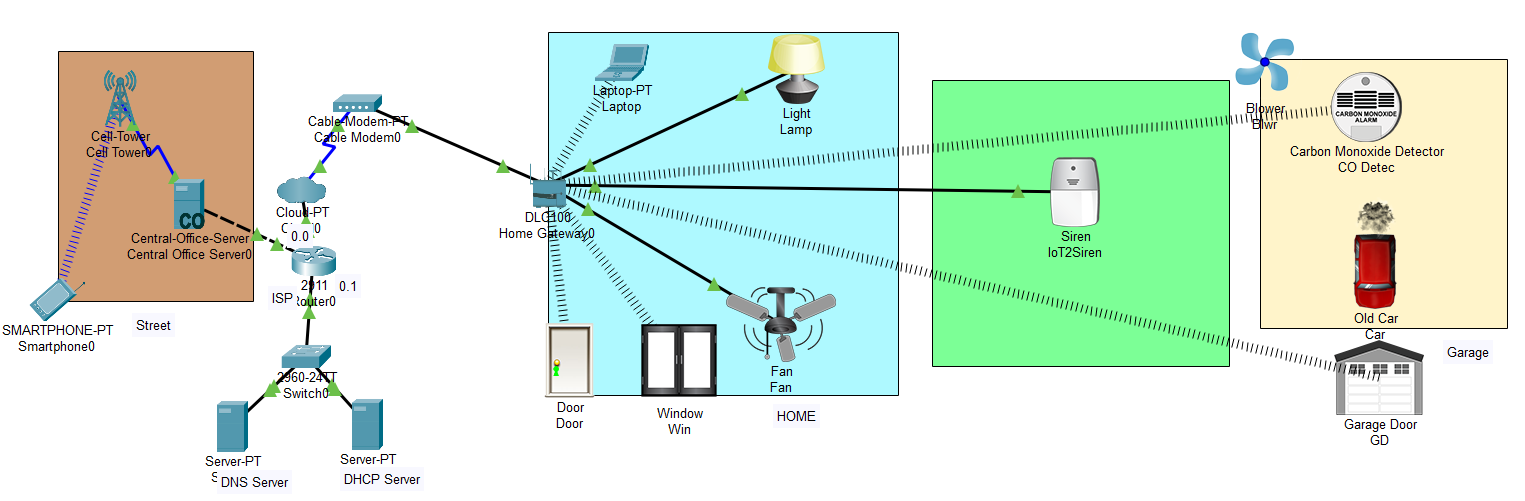 Cell-Tower
Cell Tower0
CO
Central-Office-Server
Central Office Server0
SMARTPHONE-PT
Smartphone0
Street
Cable-Modem-PT
Cable Modem0
Cloud-PT
0.0
2911
0.1
ISP
Router0
2960-24TT
Switch0
Server-PT
DNS Server
Server-PT
DHCP Server
Laptop-PT
Laptop
Light
Lamp
DLC100
Home Gateway0
Door
Door
Window
Win
Fan
Fan
HOME
Siren
IoT2Siren
Blower
Blwr
CARBON MONOXIDE
ALARM
Carbon Monoxide Detector
CO Detec
Old Car
Car
Garage
Garage Door
GD